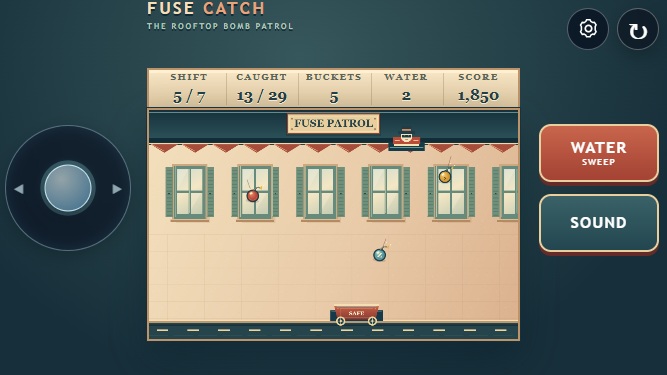 FUSE CATCH
THE ROOFTOP BOMB PATROL
SHIFT CAUGHT BUCKETS WATER SCORE
5 / 7 13 / 29 5 2 1,850
FUSE PATROL
WATER
SWEEP
SOUND
SAFE